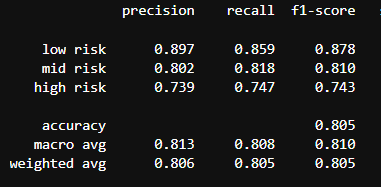 precision recall f1-score
low risk 0.897 0.859 0.878
mid risk 0.802 0.818 0.810
high risk 0.739 0.747 0.743
accuracy 0.805
macro avg 0.813 0.808 0.810
weighted avg 0.806 0.805 0.805